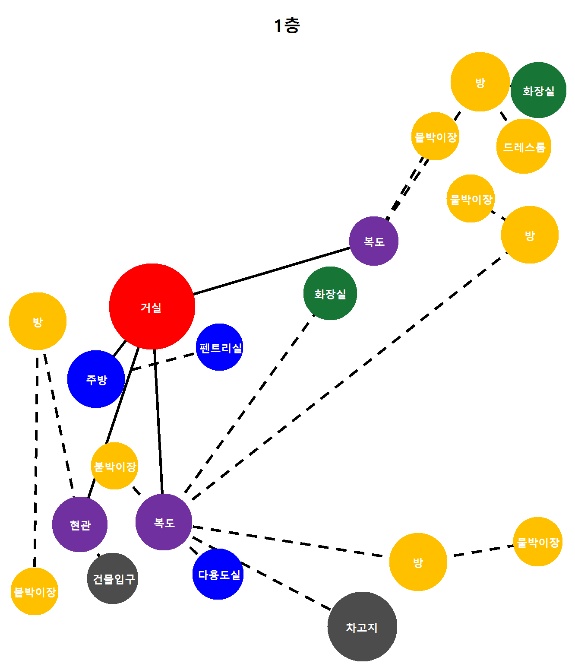 1층
방
화장실
붙박이장
드레스룸
붙박이장
방
복도
화장실
거실
방
펜트리실
주방
붙박이장
현관
복도
붙박이장
방
다용도실
건물입구
붙박이장
차고지